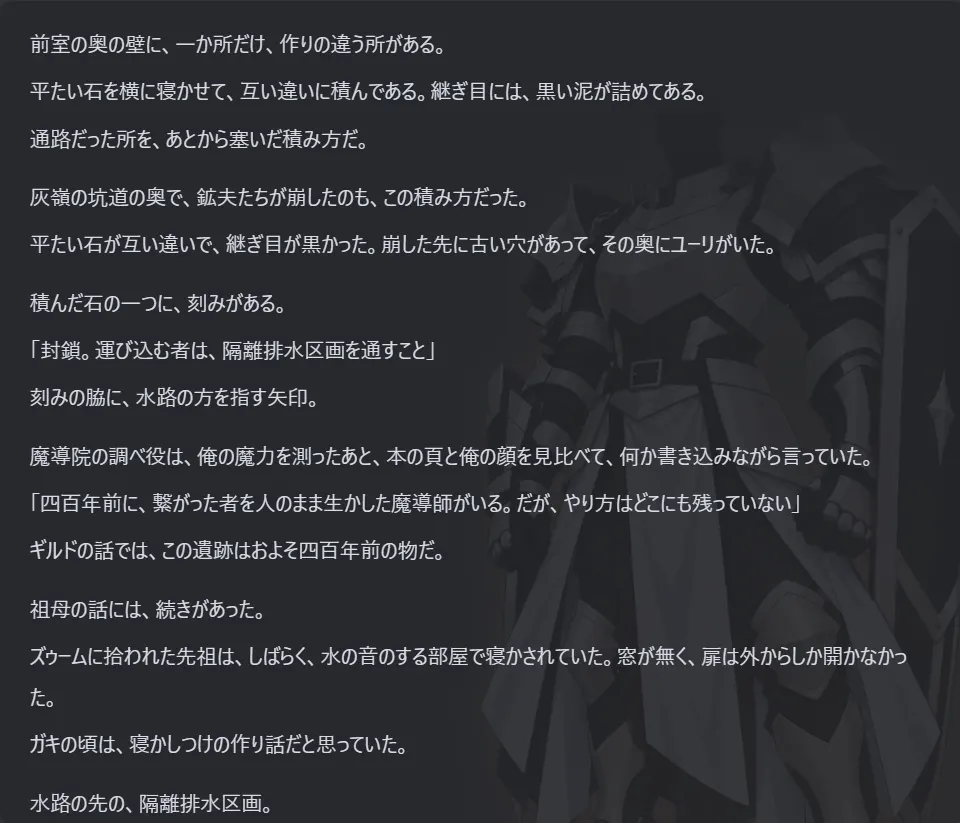 前室の奥の壁に、一か所だけ、作りの違う所がある。
平たい石を横に寝かせて、互い違いに積んである。継ぎ目には、黒い泥が詰めてある。
通路だった所を、あとから塞いだ積み方だ。
灰嶺の坑道の奥で、鉱夫たちが崩したのも、この積み方だった。
平たい石が互い違いで、継ぎ目が黒かった。崩した先に古い穴があって、その奥にユーリがいた。
積んだ石の一つに、刻みがある。
「封鎖。運び込む者は、隔離排水区画を通すこと」
刻みの脇に、水路の方を指す矢印。
魔導院の調べ役は、俺の魔力を測ったあと、本の頁と俺の顔を見比べて、何か書き込みながら言っていた。
「四百年前に、繋がった者を人のまま生かした魔導師がいる。だが、やり方はどこにも残っていない」
ギルドの話では、この遺跡はおよそ四百年前の物だ。
祖母の話には、続きがあった。
ズゥームに拾われた先祖は、しばらく、水の音のする部屋で寝かされていた。窓が無く、扉は外からしか開かなかっ
た。
ガキの頃は、寝かしつけの作り話だと思っていた。
水路の先の、隔離排水区画。